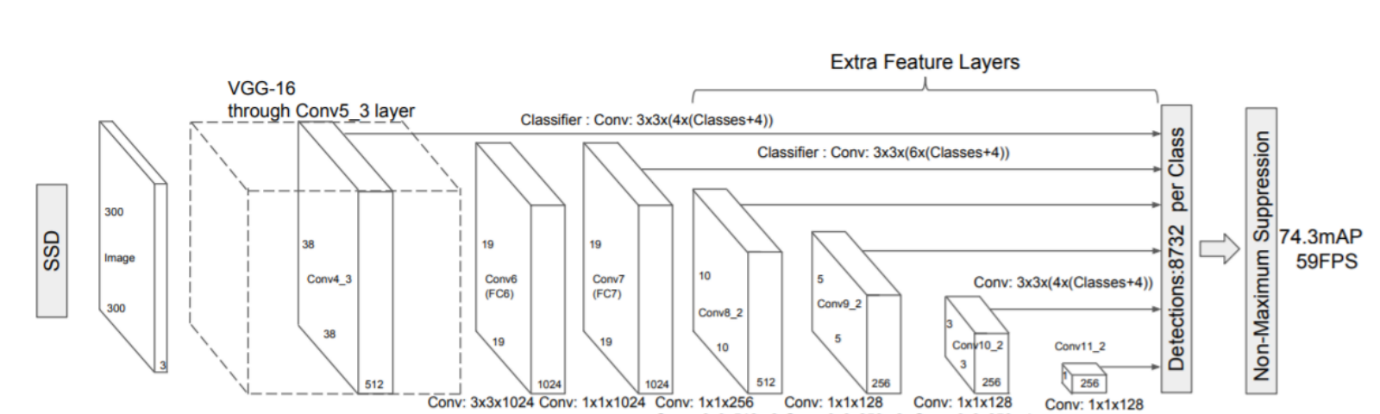 Extra Feature Layers
VGG-16
through Conv5_3 layer
Classifier : Conv: 3x3x(4x(Classes+4))
Classifier : Conv: 3x3x(6x(Classes+4))
SSD
300
Image
300
3
38
Conv4_3
38
512
19
Conv6
(FC6)
19
1024
19
Conv7
(FC7)
19
1024
10
Conv8_2
10
512
5
Conv9_2
5
256
Conv: 3x3x(4x(Classes+4))
3
Conv10_2
3
256
Conv11_2
1
256
Detections:8732 per Class
Non-Maximum Suppression
74.3mAP
59FPS
Conv: 3x3x1024 Conv: 1x1x1024 Conv: 1x1x256 Conv: 1x1x128 Conv: 1x1x128 Conv: 1x1x128